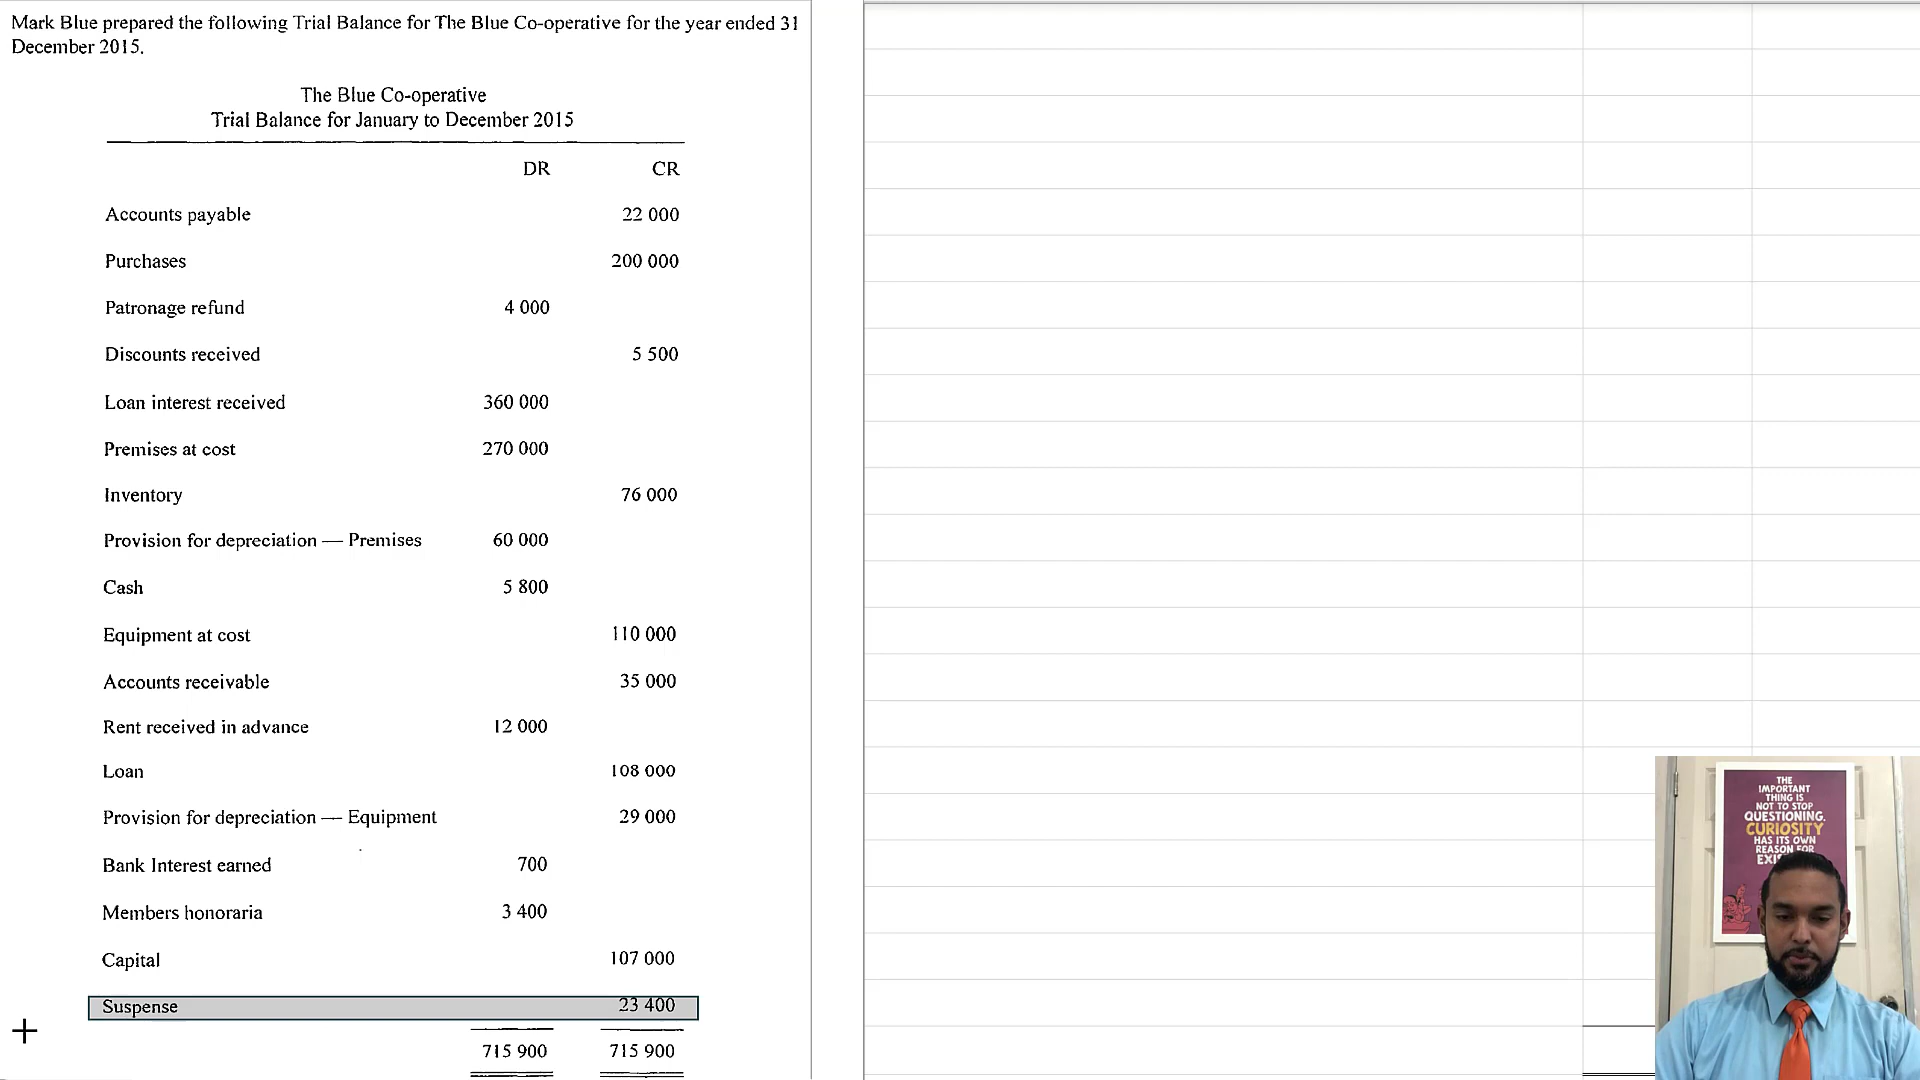 Mark Blue prepared the following Trial Balance for The Blue Co-operative for the year ended 31
December 2015.
The Blue Co-operative
Trial Balance for January to December 2015
DR CR
Accounts payable 22 000
Purchases 200 000
Patronage refund 4 000
Discounts received 5 500
Loan interest received 360 000
Premises at cost 270 000
Inventory 76 000
Provision for depreciation — Premises 60 000
Cash 5 800
Equipment at cost 110 000
Accounts receivable 35 000
Rent received in advance 12 000
Loan 108 000
Provision for depreciation — Equipment 29 000
Bank Interest earned 700
Members honoraria 3 400
Capital 107 000
Suspense 23 400
715 900 715 900
THE
IMPORTANT
THING IS
NOT TO STOP
QUESTIONING.
CURIOSITY
HAS ITS OWN
REASON FOR